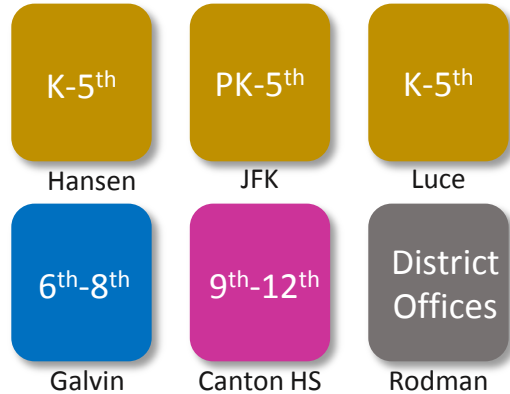 K-5th PK-5th K-5th
Hansen JFK Luce
6th-8th 9th-12th District
Offices
Galvin Canton HS Rodman